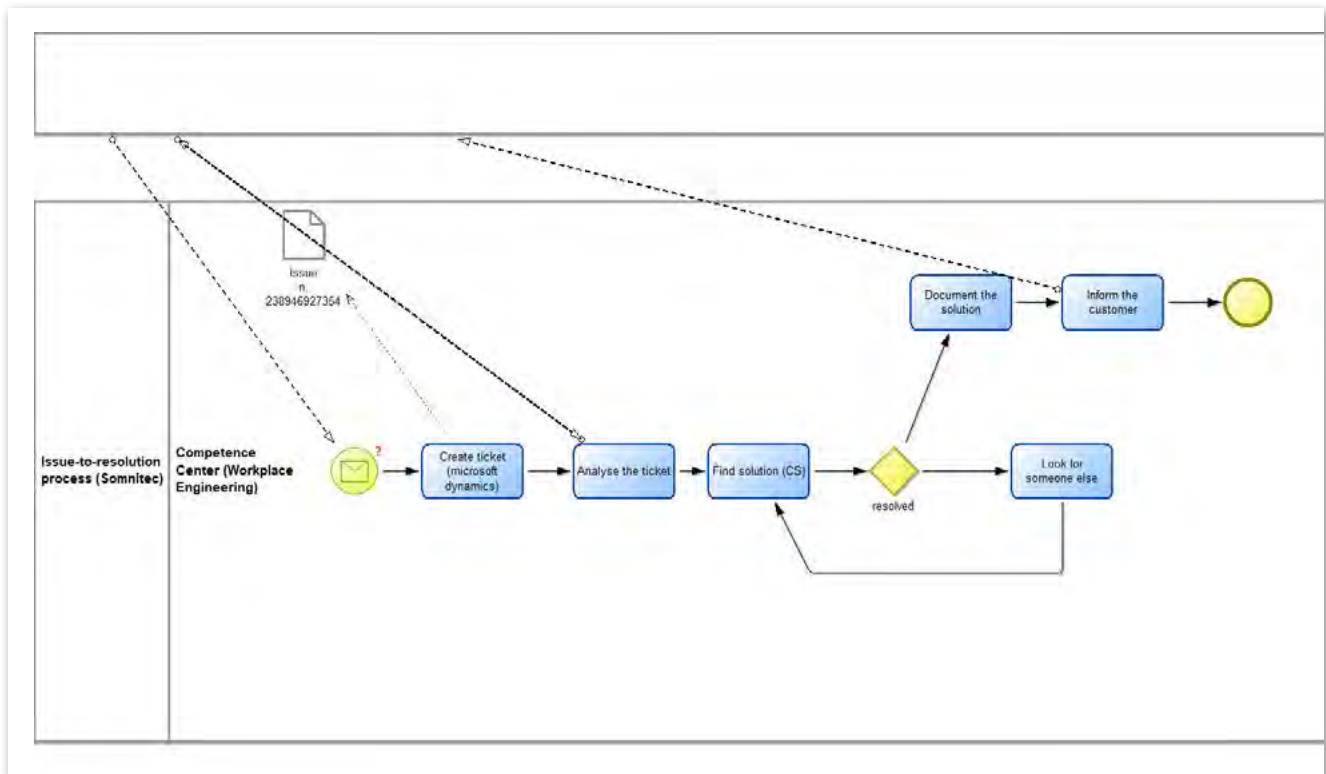 Issue
n.
238946927354
Document the
solution
Inform the
customer
Issue-to-resolution
process (Somnitec)
Competence
Center (Workplace
Engineering)
?
Create ticket
(microsoft
dynamics)
Analyse the ticket
Find solution (CS)
resolved
Look for
someone else